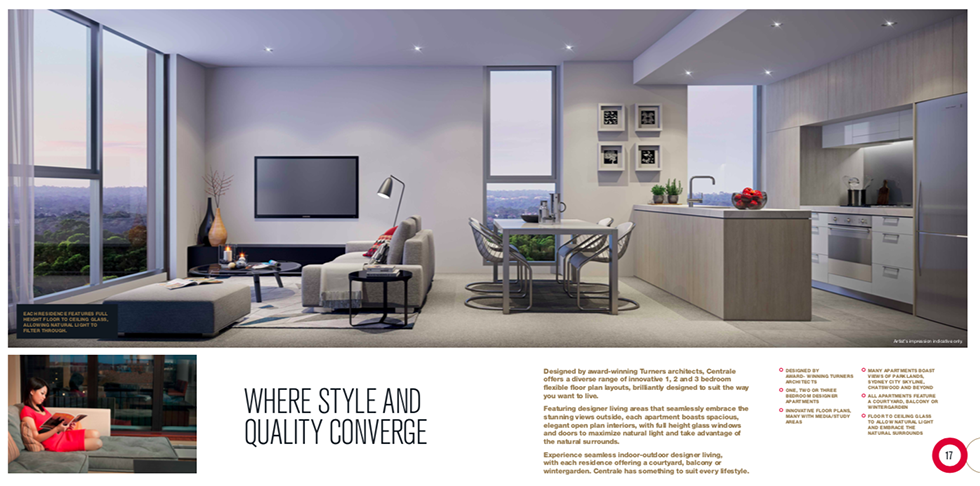 EACH RESIDENCE FEATURES FULL
HEIGHT FLOOR TO CEILING GLASS,
ALLOWING NATURAL LIGHT TO
FILTER THROUGH.
Artist's impression indicative only
WHERE STYLE AND
QUALITY CONVERGE
Designed by award-winning Turners architects, Centrale
offers a diverse range of innovative 1, 2 and 3 bedroom
flexible floor plan layouts, brilliantly designed to suit the way
you want to live.
Featuring designer living areas that seamlessly embrace the
stunning views outside, each apartment boasts spacious,
elegant open plan interiors, with full height glass windows
and doors to maximize natural light and take advantage of
the natural surrounds.
Experience seamless indoor-outdoor designer living,
with each residence offering a courtyard, balcony or
wintergarden. Centrale has something to suit every lifestyle.
DESIGNED BY
AWARD- WINNING TURNERS
ARCHITECTS
ONE, TWO OR THREE
BEDROOM DESIGNER
APARTMENTS
INNOVATIVE FLOOR PLANS,
MANY WITH MEDIA/STUDY
AREAS
MANY APARTMENTS BOAST
VIEWS OF PARKLANDS,
SYDNEY CITY SKYLINE,
CHATSWOOD AND BEYOND
ALL APARTMENTS FEATURE
A COURTYARD, BALCONY OR
WINTERGARDEN
FLOOR TO CEILING GLASS
TO ALLOW NATURAL LIGHT
AND EMBRACE THE
NATURAL SURROUNDS
17